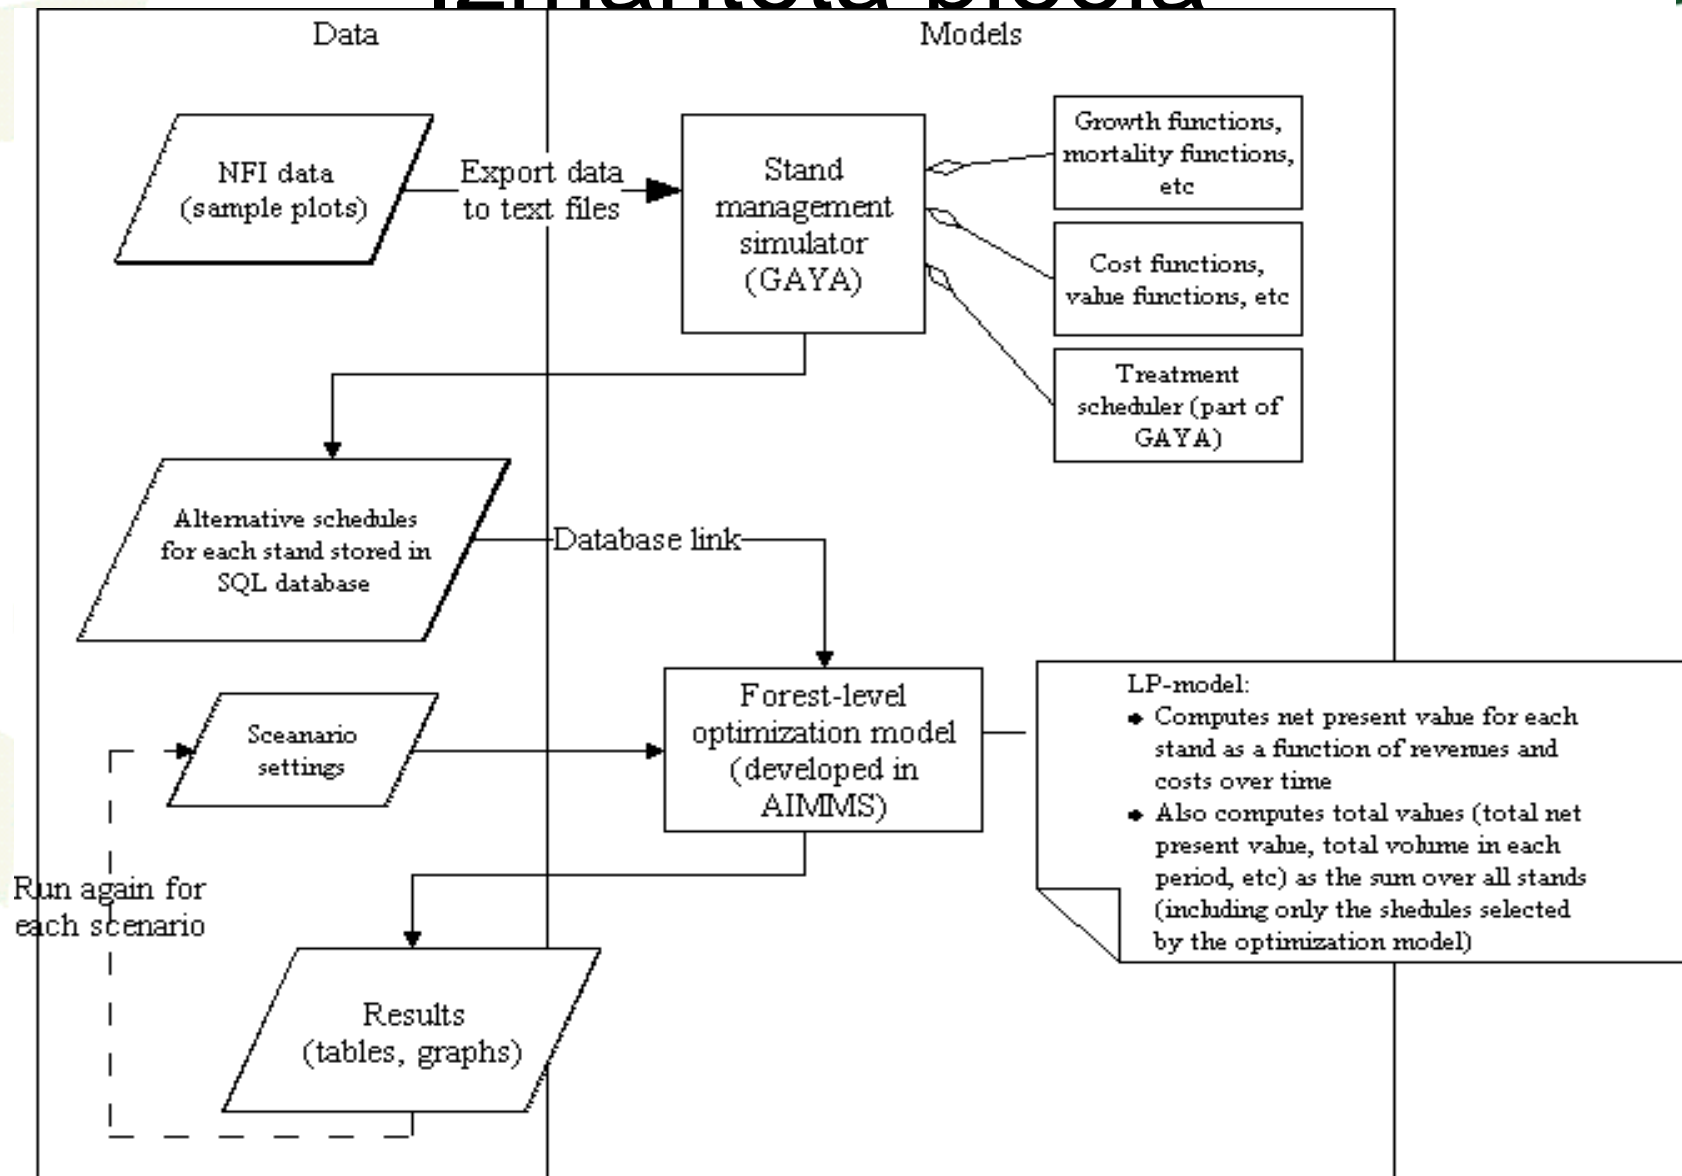 Data
Models
NFI data
(sample plots)
Export data
to text files
Stand
management
simulator
(GAYA)
Growth functions,
mortality functions,
etc
Cost functions,
value functions, etc
Treatment
scheduler (part of
GAYA)
Alternative schedules
for each stand stored in
SQL database
Database link
Sceanario
settings
Forest-level
optimization model
(developed in
AIMMS)
LP-model:
Computes net present value for each
stand as a function of revenues and
costs over time
Also computes total values (total net
present value, total volume in each
period, etc) as the sum over all stands
(including only the shedules selected
by the optimization model)
Run again for
each scenario
Results
(tables, graphs)